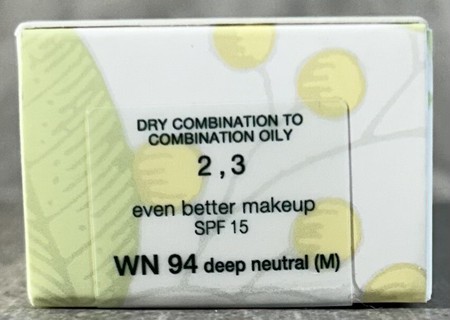 DRY COMBINATION TO
COMBINATION OILY
2 , 3
even better makeup
SPF 15
WN 94 deep neutral (M)